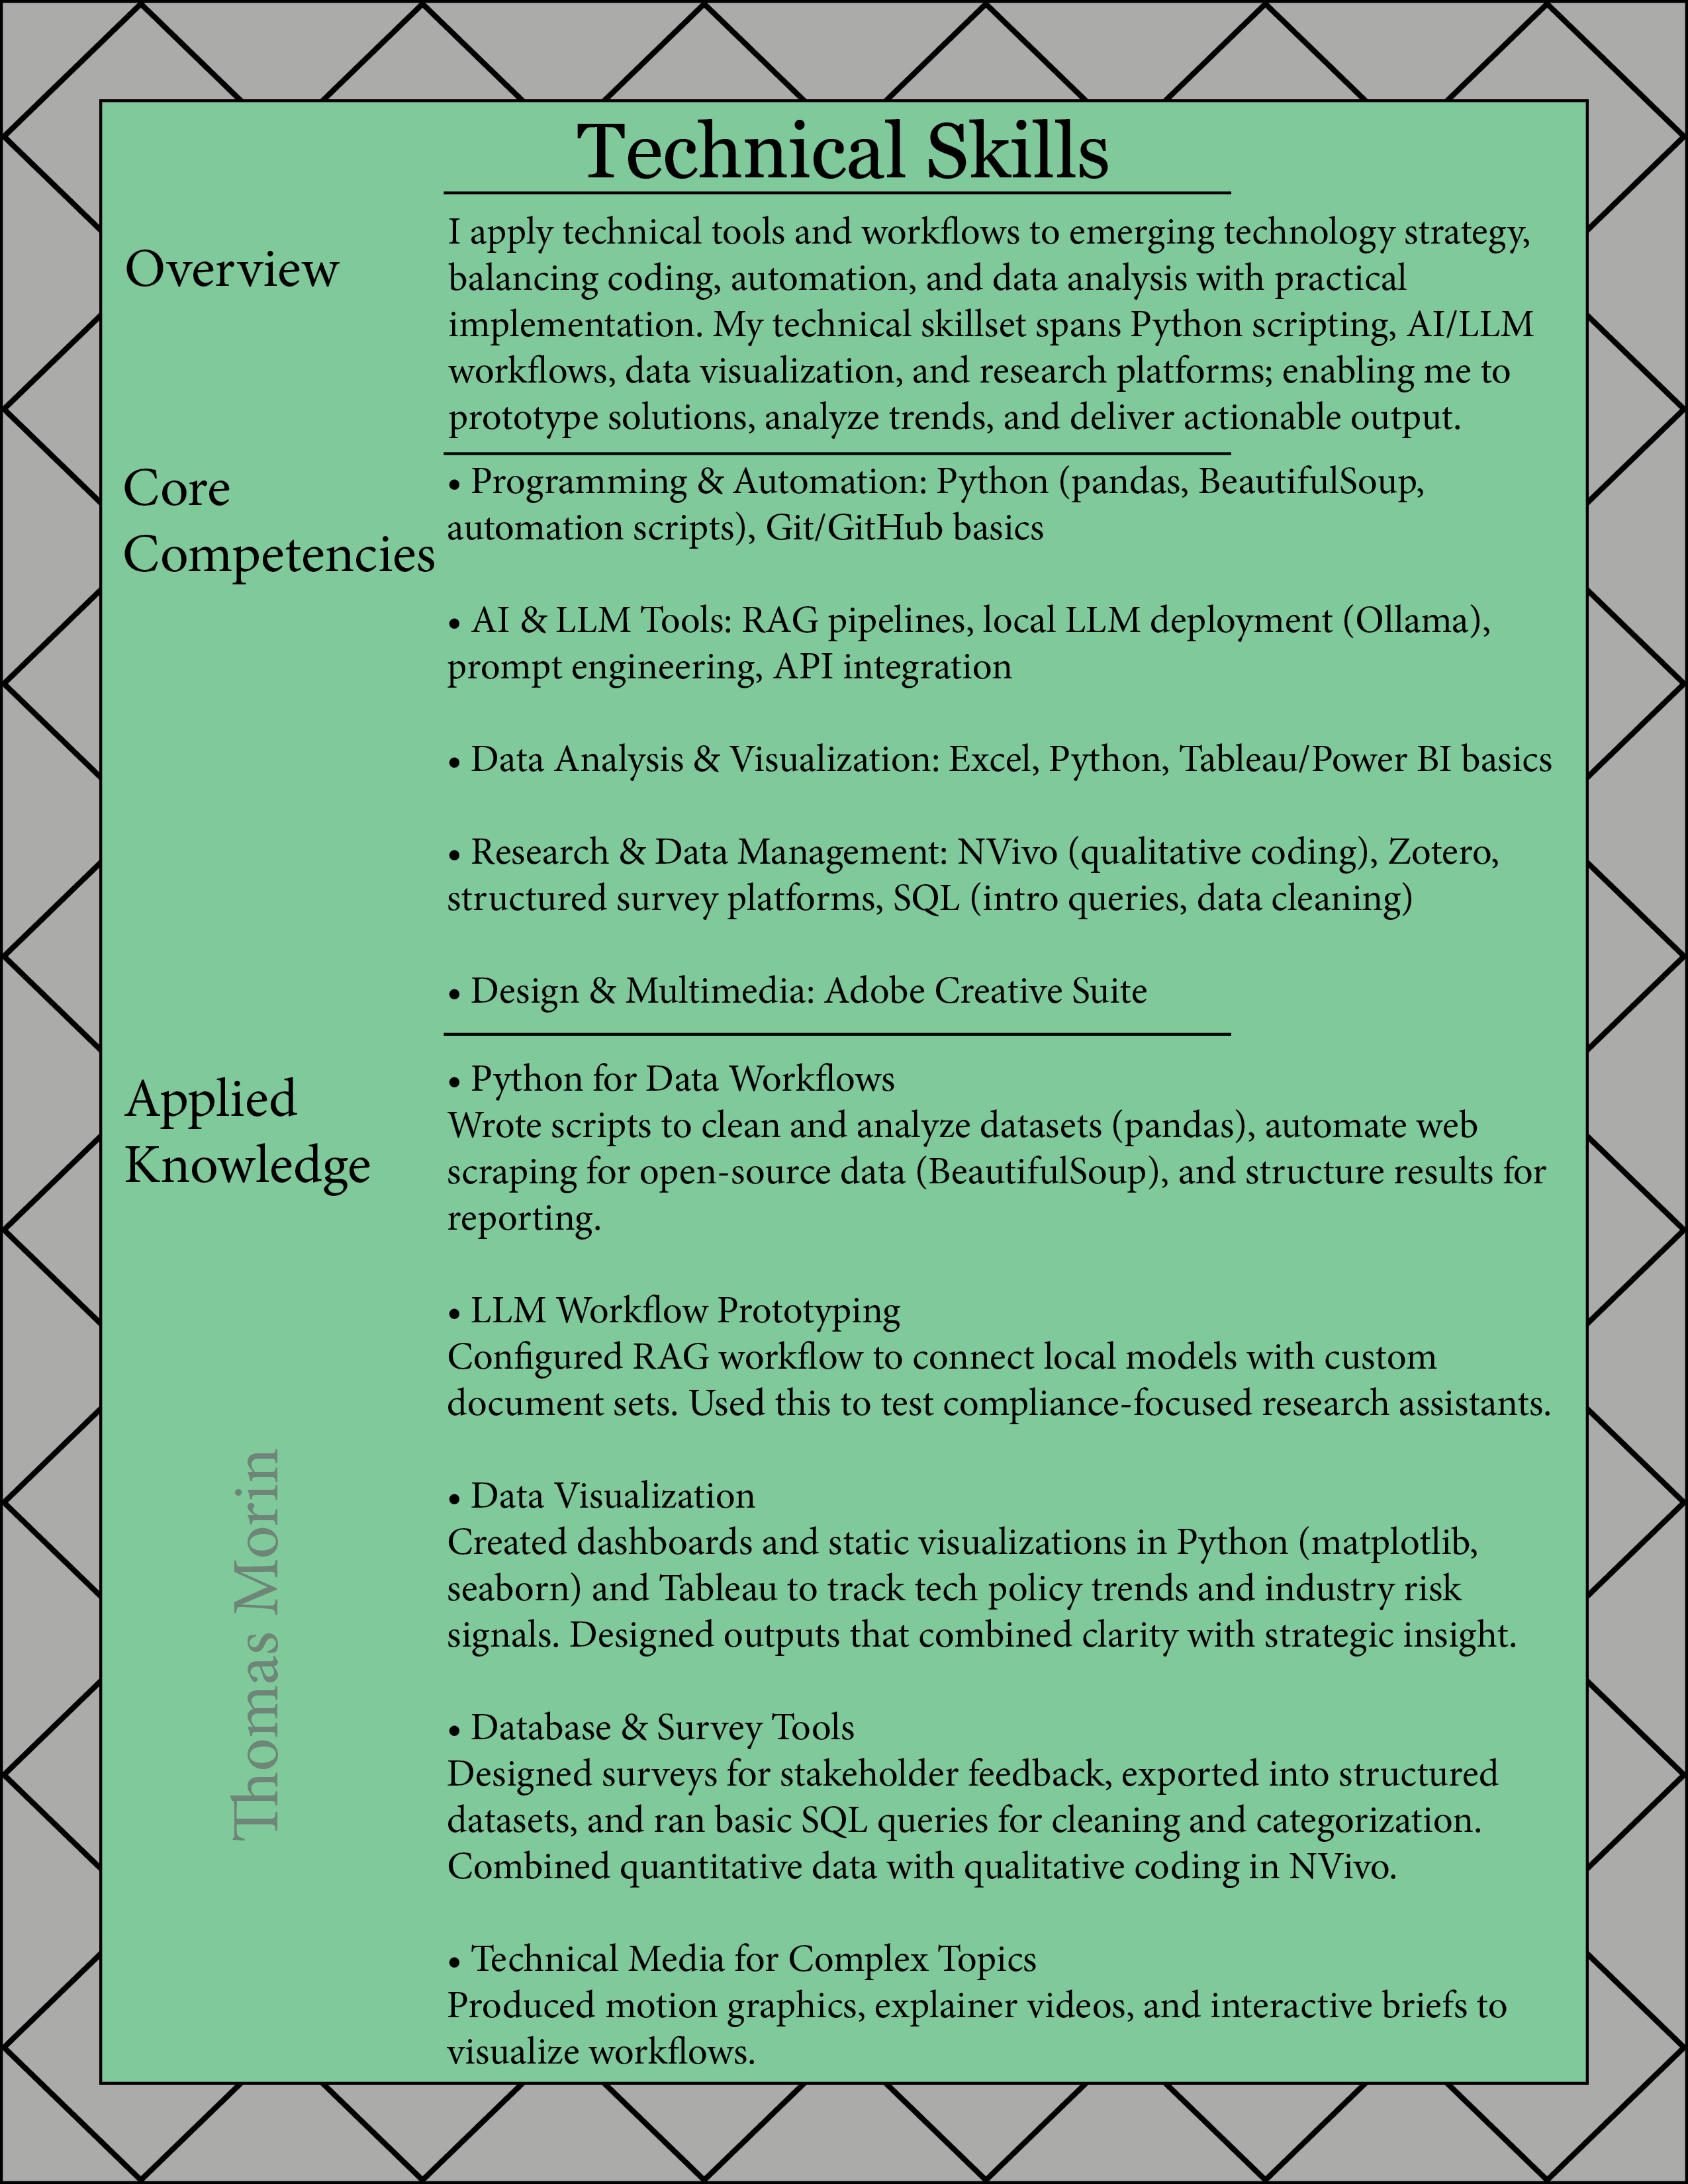 Technical Skills
Overview
I apply technical tools and workflows to emerging technology strategy,
balancing coding, automation, and data analysis with practical
implementation. My technical skillset spans Python scripting, AI/LLM
workflows, data visualization, and research platforms; enabling me to
prototype solutions, analyze trends, and deliver actionable output.
Core
Competencies
• Programming & Automation: Python (pandas, BeautifulSoup,
automation scripts), Git/GitHub basics
• AI & LLM Tools: RAG pipelines, local LLM deployment (Ollama),
prompt engineering, API integration
• Data Analysis & Visualization: Excel, Python, Tableau/Power BI basics
• Research & Data Management: NVivo (qualitative coding), Zotero,
structured survey platforms, SQL (intro queries, data cleaning)
• Design & Multimedia: Adobe Creative Suite
Applied
Knowledge
• Python for Data Workflows
Wrote scripts to clean and analyze datasets (pandas), automate web
scraping for open-source data (BeautifulSoup), and structure results for
reporting.
• LLM Workflow Prototyping
Configured RAG workflow to connect local models with custom
document sets. Used this to test compliance-focused research assistants.
• Data Visualization
Created dashboards and static visualizations in Python (matplotlib,
seaborn) and Tableau to track tech policy trends and industry risk
signals. Designed outputs that combined clarity with strategic insight.
• Database & Survey Tools
Designed surveys for stakeholder feedback, exported into structured
datasets, and ran basic SQL queries for cleaning and categorization.
Combined quantitative data with qualitative coding in NVivo.
• Technical Media for Complex Topics
Produced motion graphics, explainer videos, and interactive briefs to
visualize workflows.
Thomas Morin